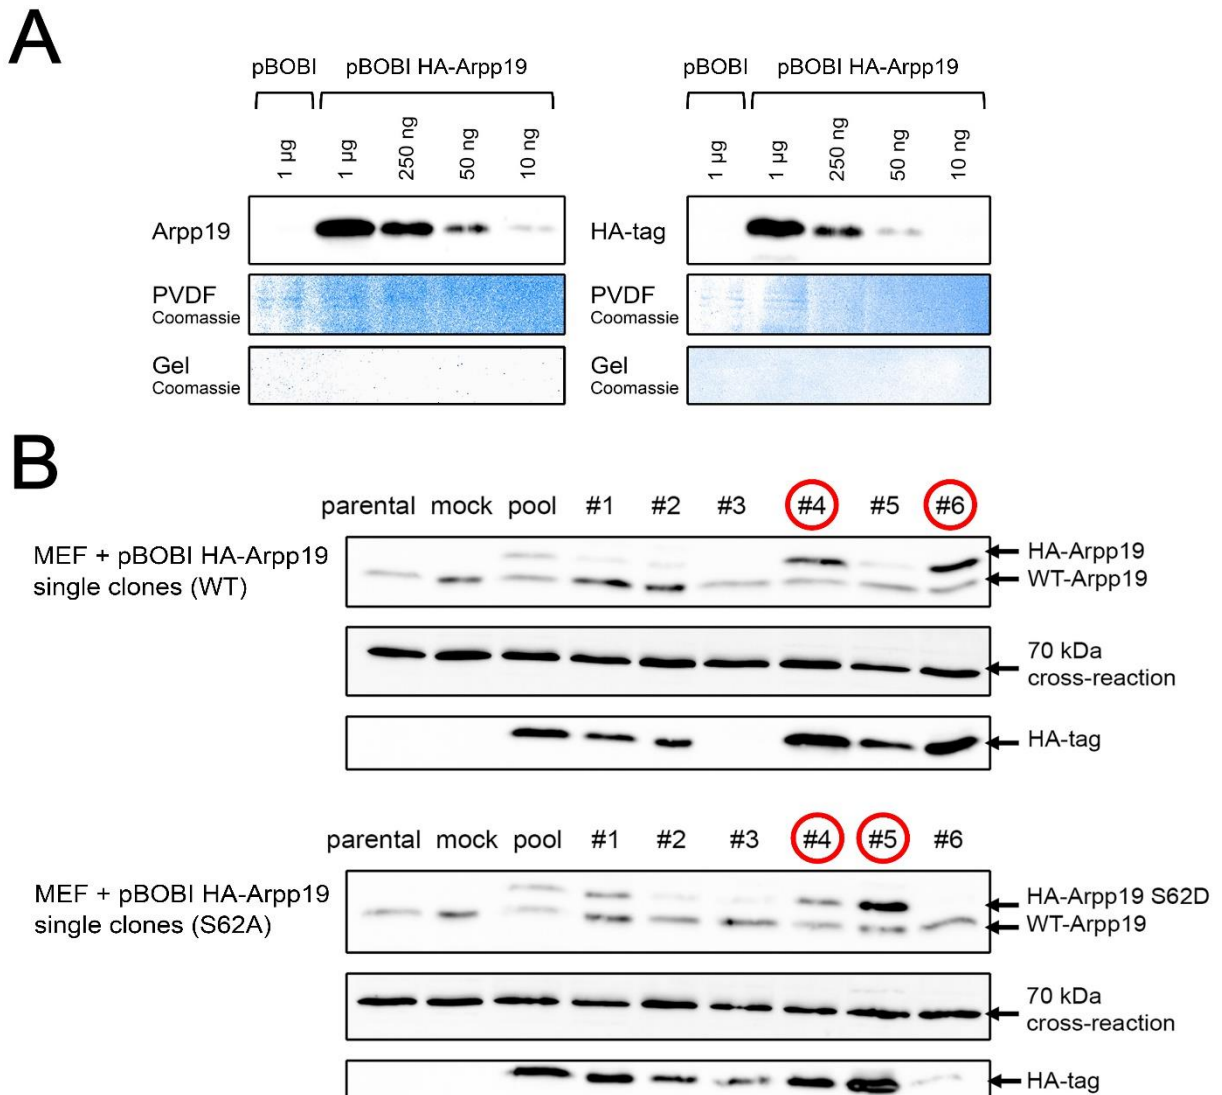 A
pBOBI pBOBI HA-Arpp19 pBOBI pBOBI HA-Arpp19
1 µg 1 µg 250 ng 50 ng 10 ng 1 µg 1 µg 250 ng 50 ng 10 ng
Arpp19 HA-tag
PVDF PVDF
Coomassie Coomassie
Gel Gel
Coomassie Coomassie
B
parental mock pool #1 #2 #3 #4 #5 #6
MEF + pBOBI HA-Arpp19
single clones (WT)
HA-Arpp19
WT-Arpp19
70 kDa
cross-reaction
HA-tag
parental mock pool #1 #2 #3 #4 #5 #6
MEF + pBOBI HA-Arpp19
single clones (S62A)
HA-Arpp19 S62D
WT-Arpp19
70 kDa
cross-reaction
HA-tag